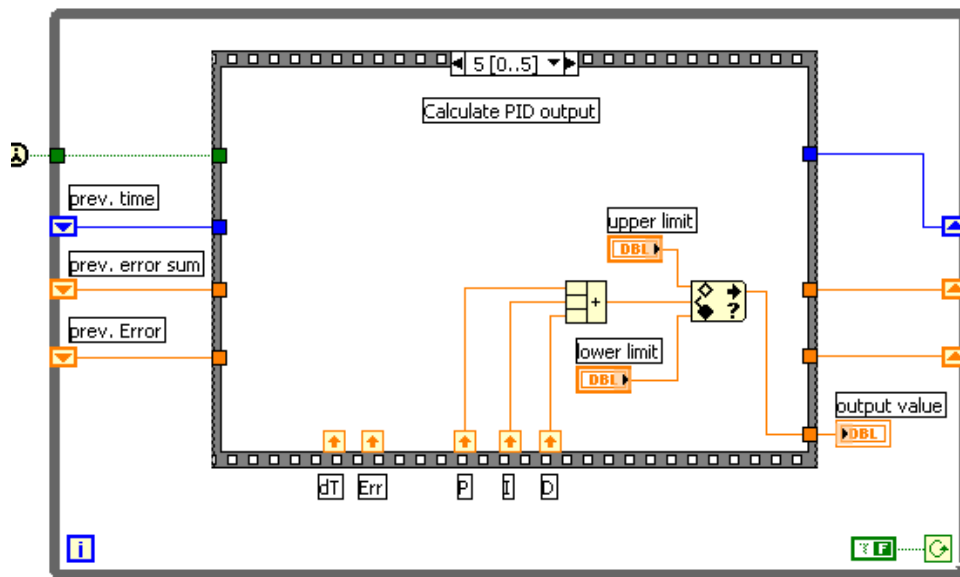 5 [0..5]
Calculate PID output
prev. time
upper limit
DBL
prev. error sum
+
prev. Error
?
lower limit
DBL
output value
DBL
dT Err P I D
i
? F